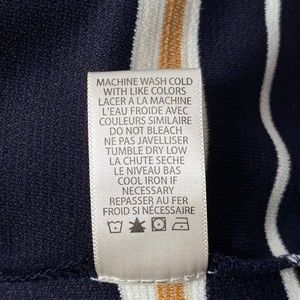 MACHINE WASH COLD
WITH LIKE COLORS
LACER A LA MACHINE
L'EAU FROIDE AVEC
COULEURS SIMILAIRE
DO NOT BLEACH
NE PAS JAVELLISER
TUMBLE DRY LOW
LA CHUTE SECHE
LE NIVEAU BAS
COOL IRON IF
NECESSARY
REPASSER AU FER
FROID SI NÉCESSAIRE